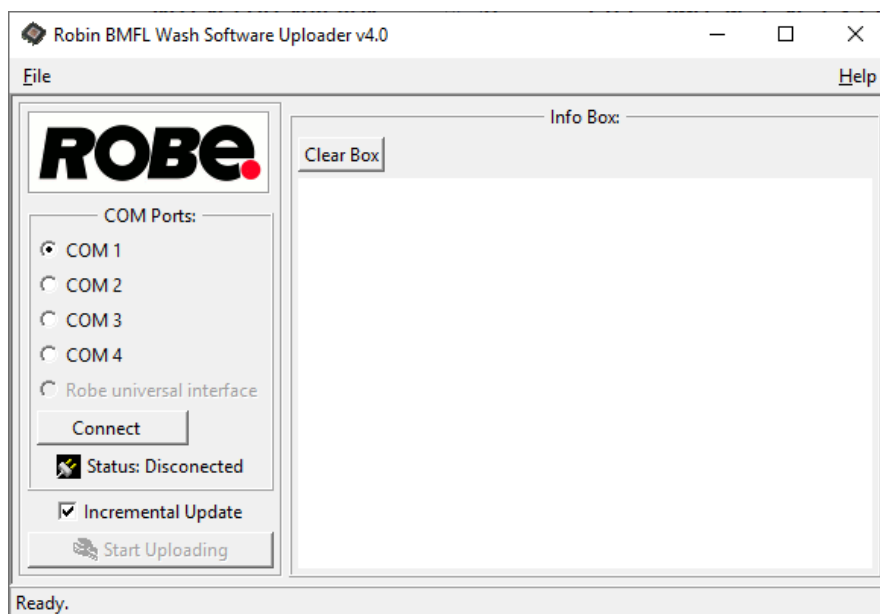 Robin BMFL Wash Software Uploader v4.0
File
Help
ROBE.
COM Ports:
COM 1
COM 2
COM 3
COM 4
Robe universal interface
Connect
Status: Disconected
Incremental Update
Start Uploading
Info Box:
Clear Box
Ready.